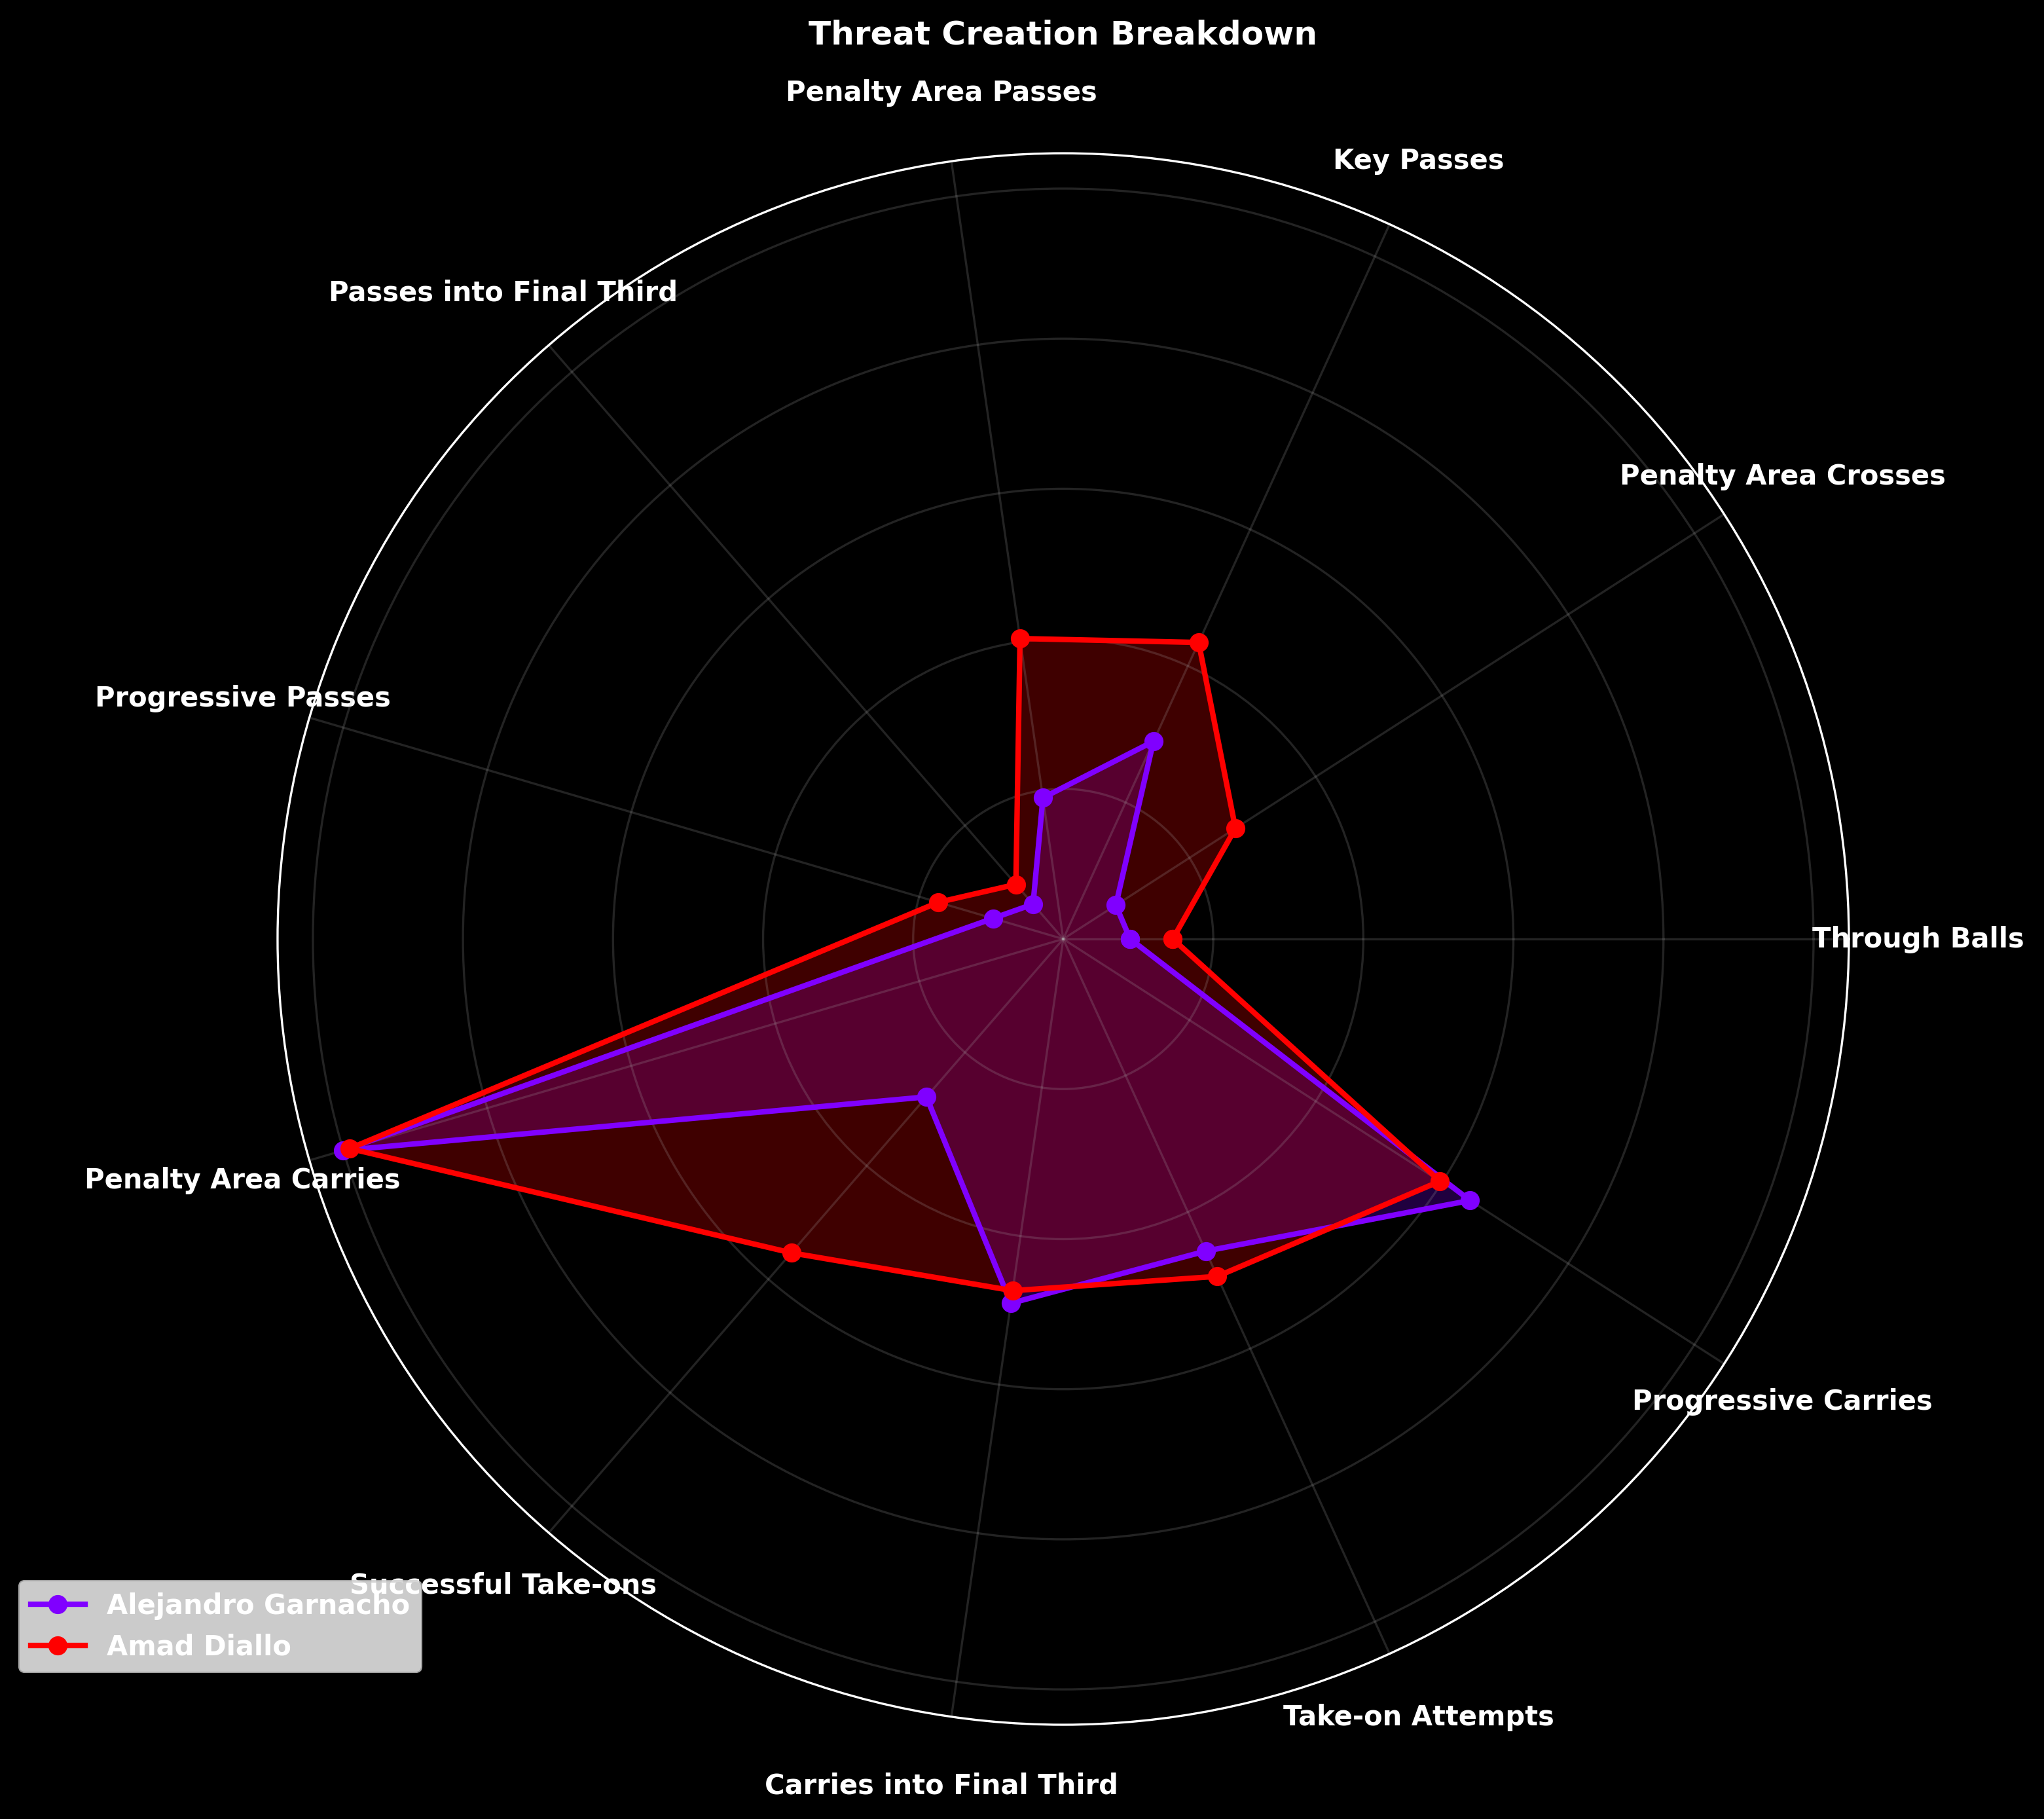 Threat Creation Breakdown
Penalty Area Passes
Key Passes
Passes into Final Third
Penalty Area Crosses
Progressive Passes
Through Balls
Penalty Area Carries
Progressive Carries
Successful Take-ons
Alejandro Garnacho
Amad Diallo
Take-on Attempts
Carries into Final Third